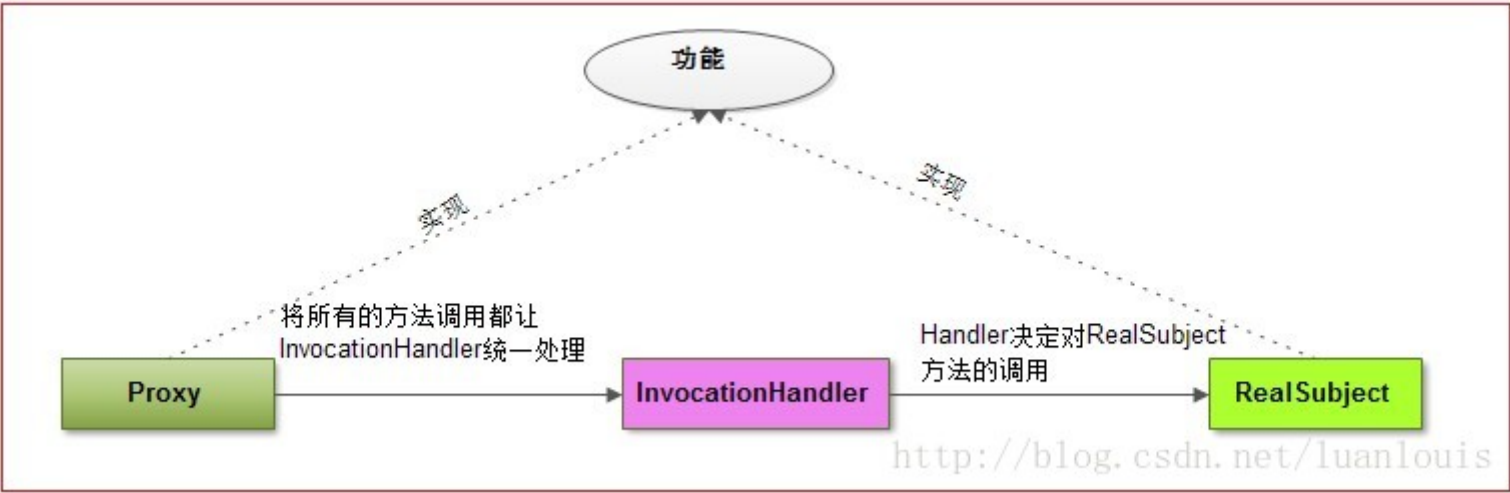 功能
实现
实现
将所有的方法调用都让
InvocationHandler统一处理
Handler决定对RealSubject
方法的调用
Proxy
InvocationHandler
RealSubject
http://blog.csdn.net/luanlouis